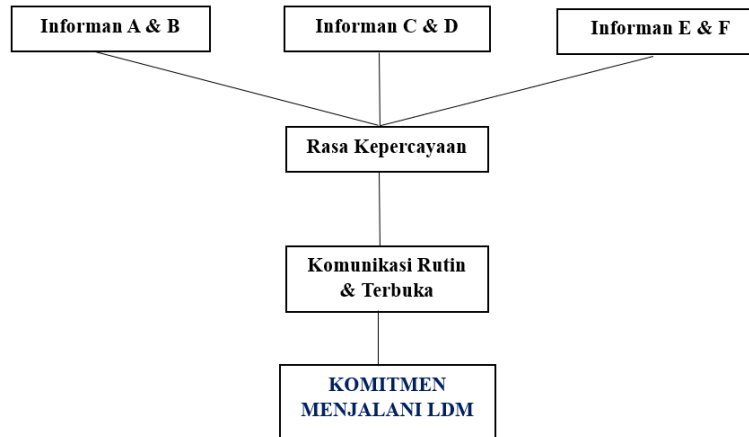 Informan A & B
Informan C & D
Informan E & F
Rasa Kepercayaan
Komunikasi Rutin
& Terbuka
KOMITMEN
MENJALANI LDM